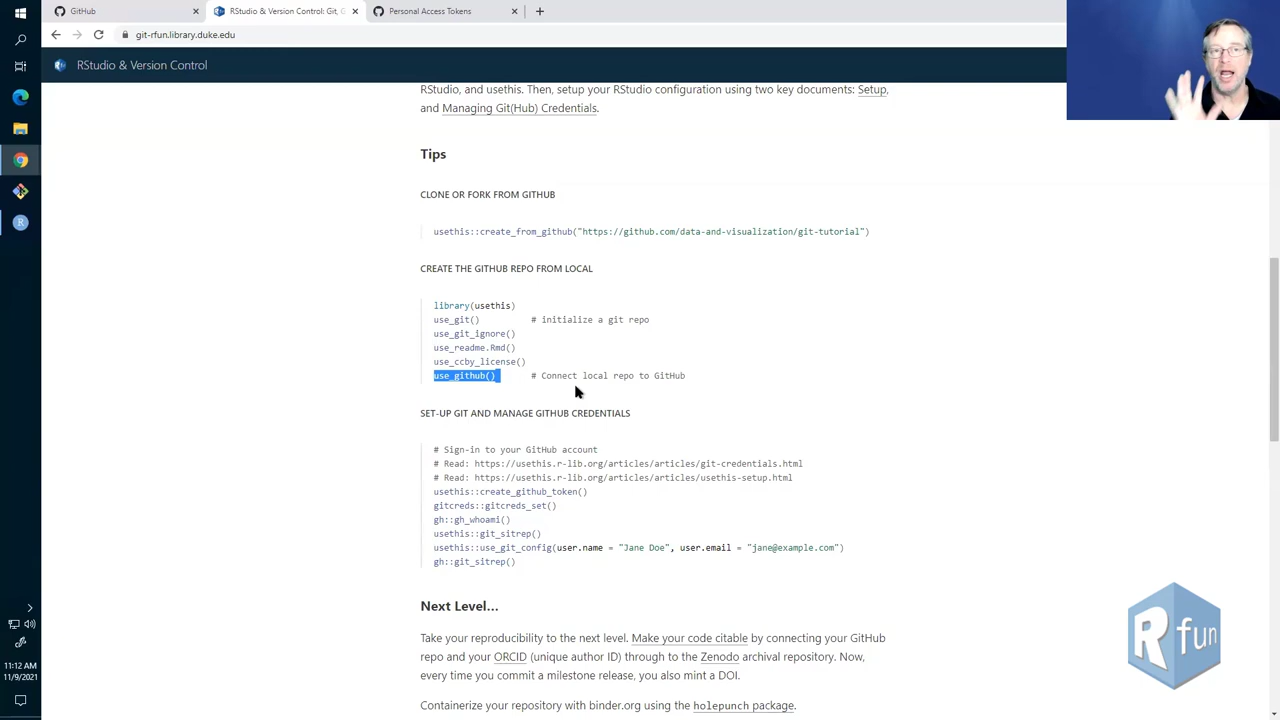 GitHub
RStudio & Version Control: Git, G
Personal Access Tokens
git-rfun.library.duke.edu
RStudio & Version Control
RStudio, and usethis. Then, setup your RStudio configuration using two key documents: Setup,
and Managing Git(Hub) Credentials.
Tips
CLONE OR FORK FROM GITHUB
usethis::create_from_github("https://github.com/data-and-visualization/git-tutorial")
CREATE THE GITHUB REPO FROM LOCAL
library(usethis)
use_git() # initialize a git repo
use_git_ignore()
use_readme.Rmd()
use_ccby_license()
use_github() # Connect local repo to GitHub
SET-UP GIT AND MANAGE GITHUB CREDENTIALS
# Sign-in to your GitHub account
# Read: https://usethis.r-lib.org/articles/articles/git-credentials.html
# Read: https://usethis.r-lib.org/articles/articles/usethis-setup.html
usethis::create_github_token()
gitcreds::gitcreds_set()
gh::gh_whoami()
usethis::git_sitrep()
usethis::use_git_config(user.name = "Jane Doe", user.email = "jane@example.com")
gh::git_sitrep()
Next Level...
Take your reproducibility to the next level. Make your code citable by connecting your GitHub
repo and your ORCID (unique author ID) through to the Zenodo archival repository. Now,
every time you commit a milestone release, you also mint a DOI.
Containerize your repository with binder.org using the holepunch package.
R fun
11:12 AM
11/9/2021